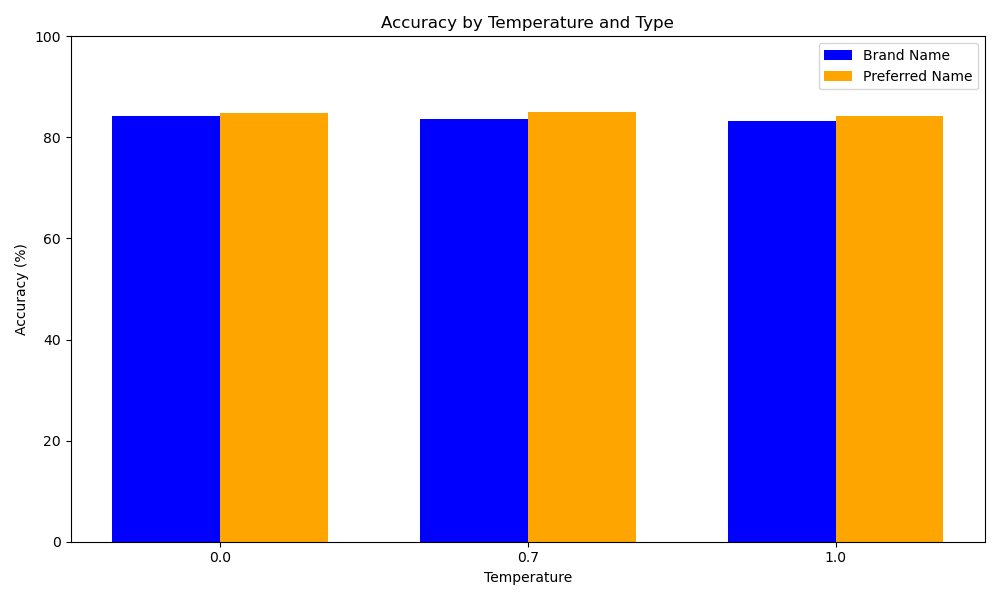 Accuracy by Temperature and Type
100
80
60
40
20
0
Accuracy (%)
Brand Name
Preferred Name
0.0
0.7
1.0
Temperature